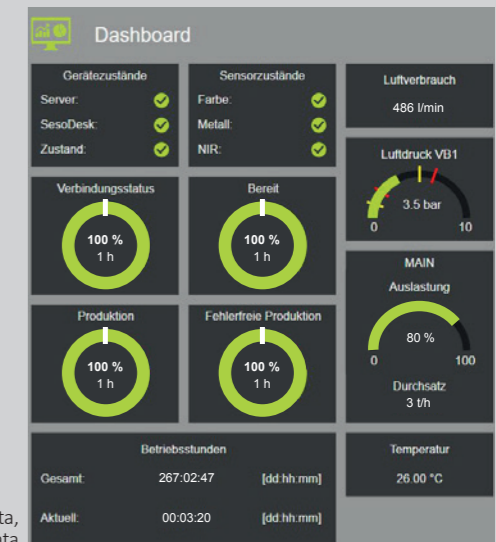 Dashboard
Gerätezustände
Server:
SesoDesk:
Zustand:
Sensorzustände
Farbe:
Metall:
NIR:
Luftverbrauch
486 l/min
Luftdruck VB1
3.5 bar
0 10
Verbindungsstatus
100 %
1 h
Bereit
100 %
1 h
MAIN
Auslastung
80 %
0 100
Durchsatz
3 t/h
Produktion
100 %
1 h
Fehlerfreie Produktion
100 %
1 h
Betriebsstunden
Gesamt: 267:02:47 [dd:hh:mm]
Aktuell: 00:03:20 [dd:hh:mm]
Temperatur
26.00 °C